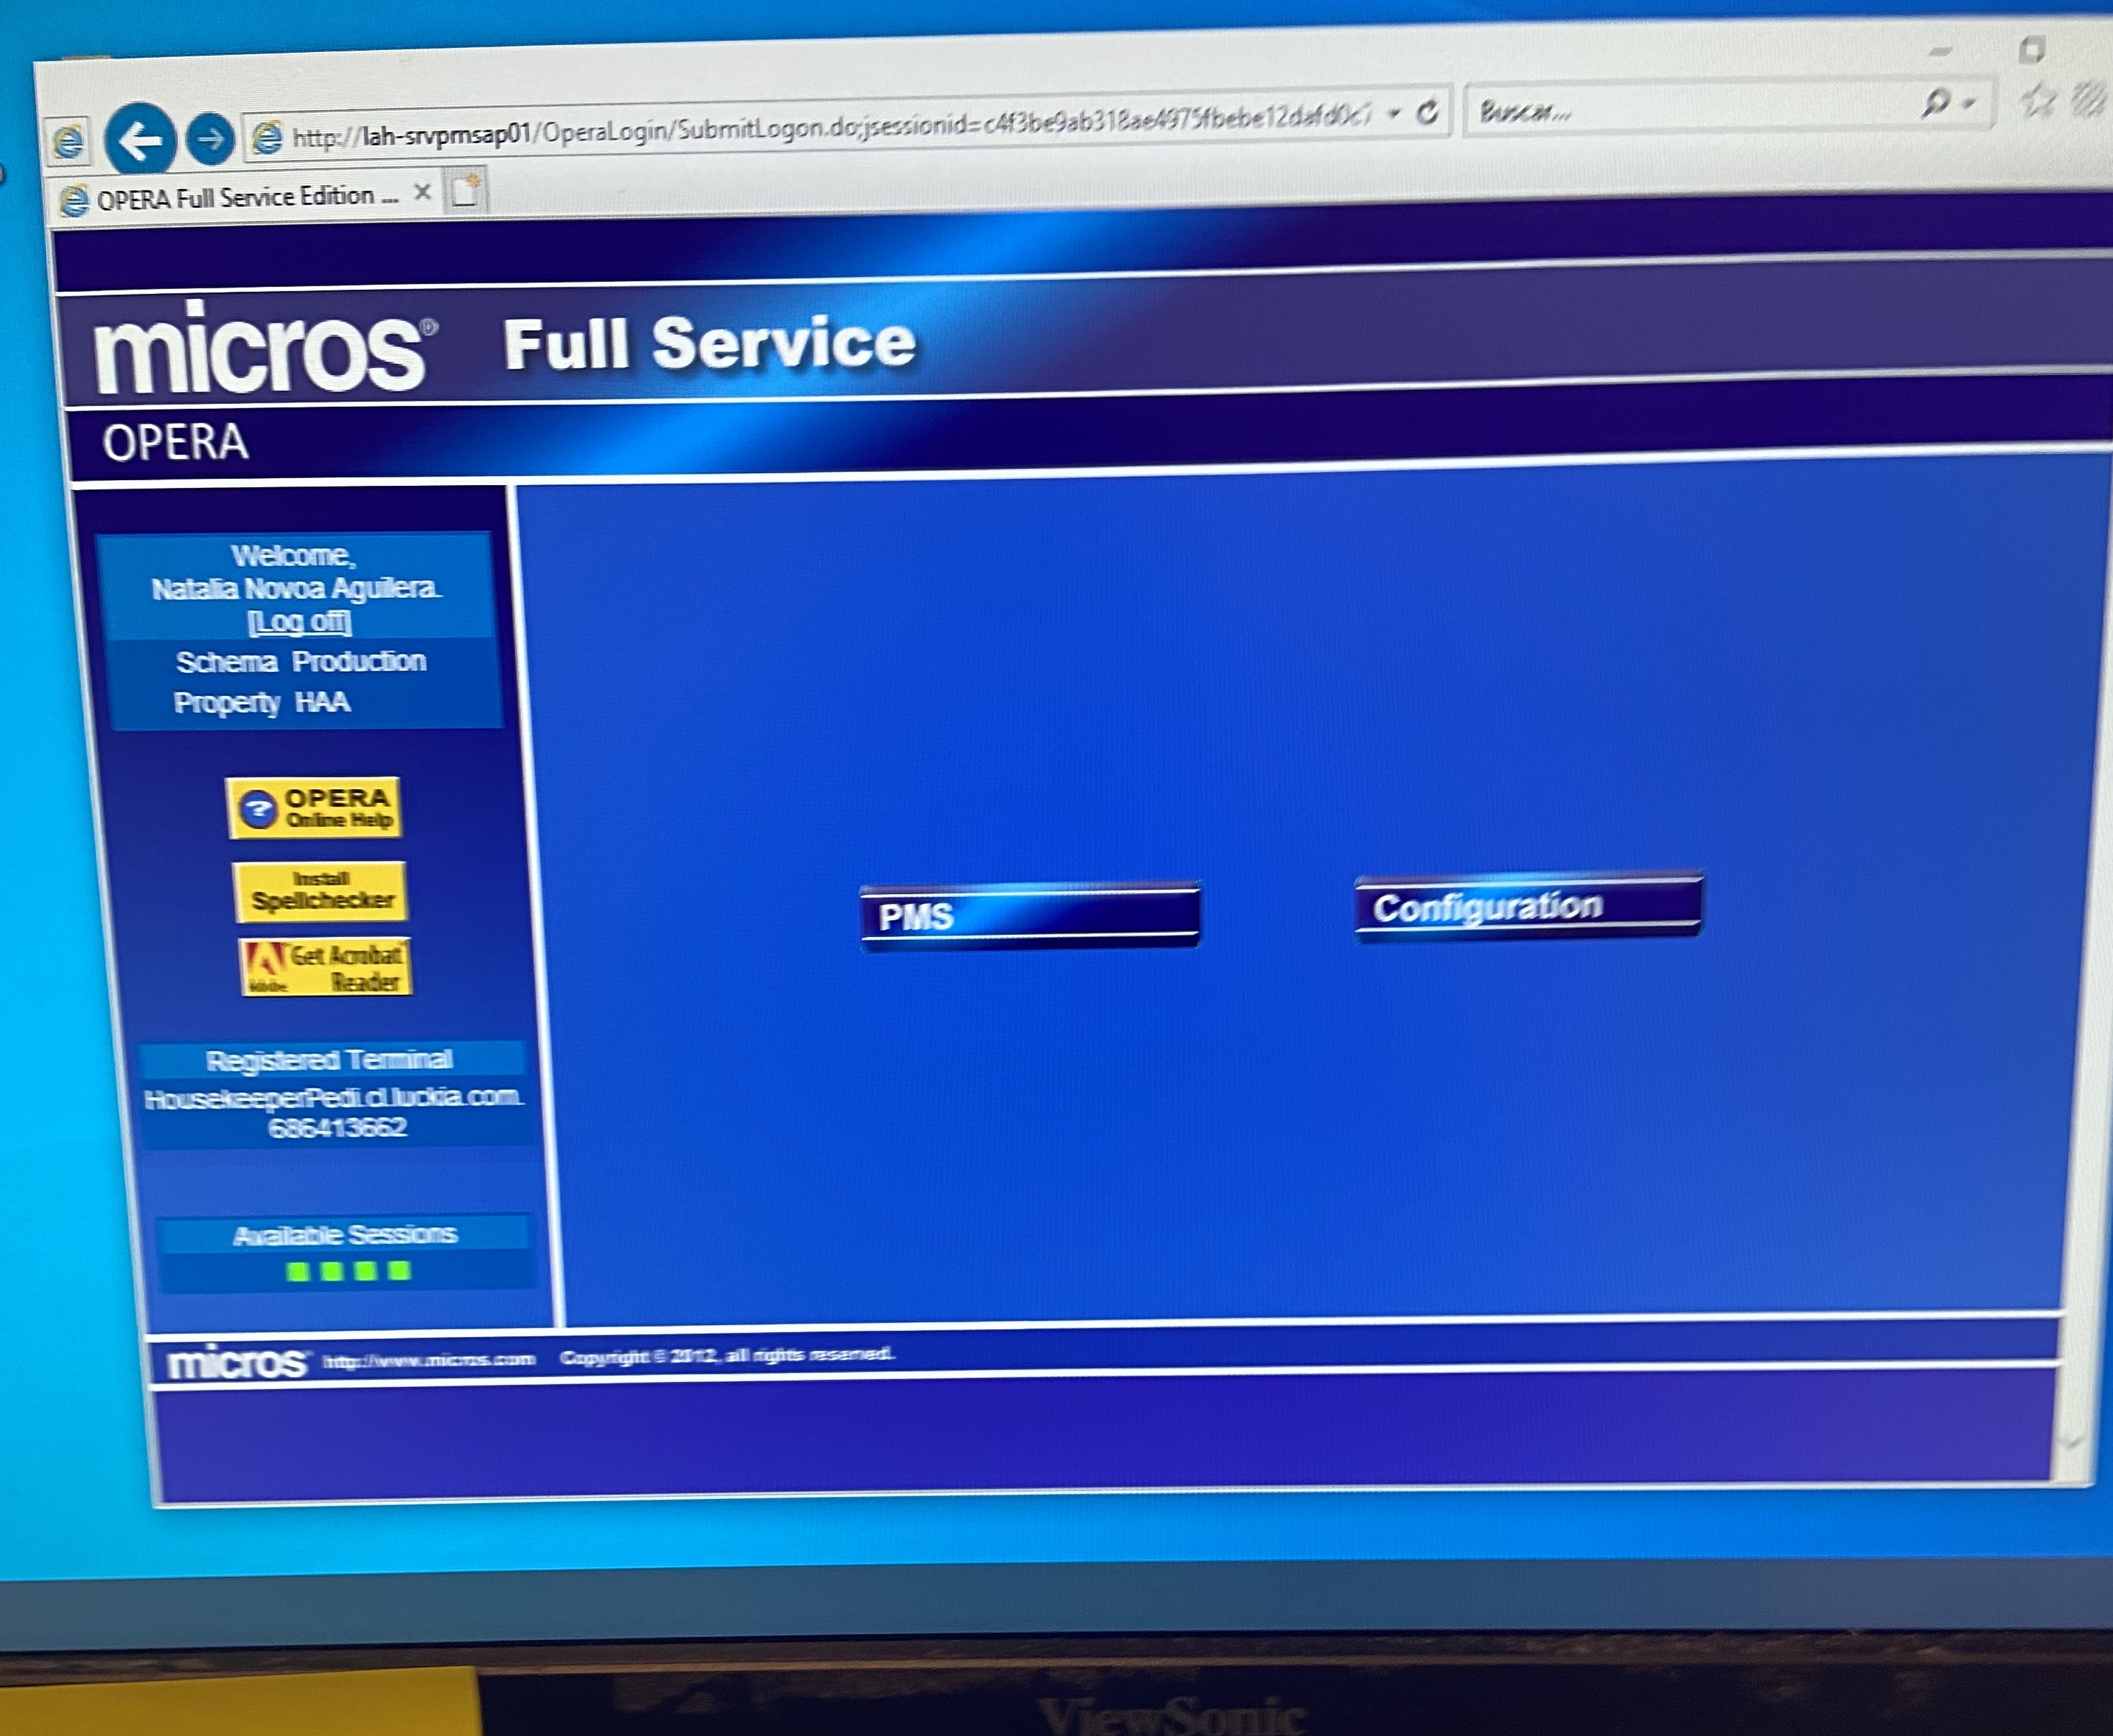 http://lah-srvpmsap01/OperaLogin/SubmitLogon.do;jsessionid=c4f3be9ab318ae4975fbebe12dafd0c7
Buscar...
OPERA Full Service Edition ...
micros® Full Service
OPERA
Welcome,
Natalia Novoa Aguilera.
[Log off]
Schema Production
Property HAA
? OPERA
Online Help
Install
Spellchecker
Get Acrobat
Adobe Reader
PMS
Configuration
Registered Terminal
HousekeeperPedi.cl.luckia.com.
686413662
Available Sessions
micros http://www.micros.com Copyright © 2012, all rights reserved.
ViewSonic